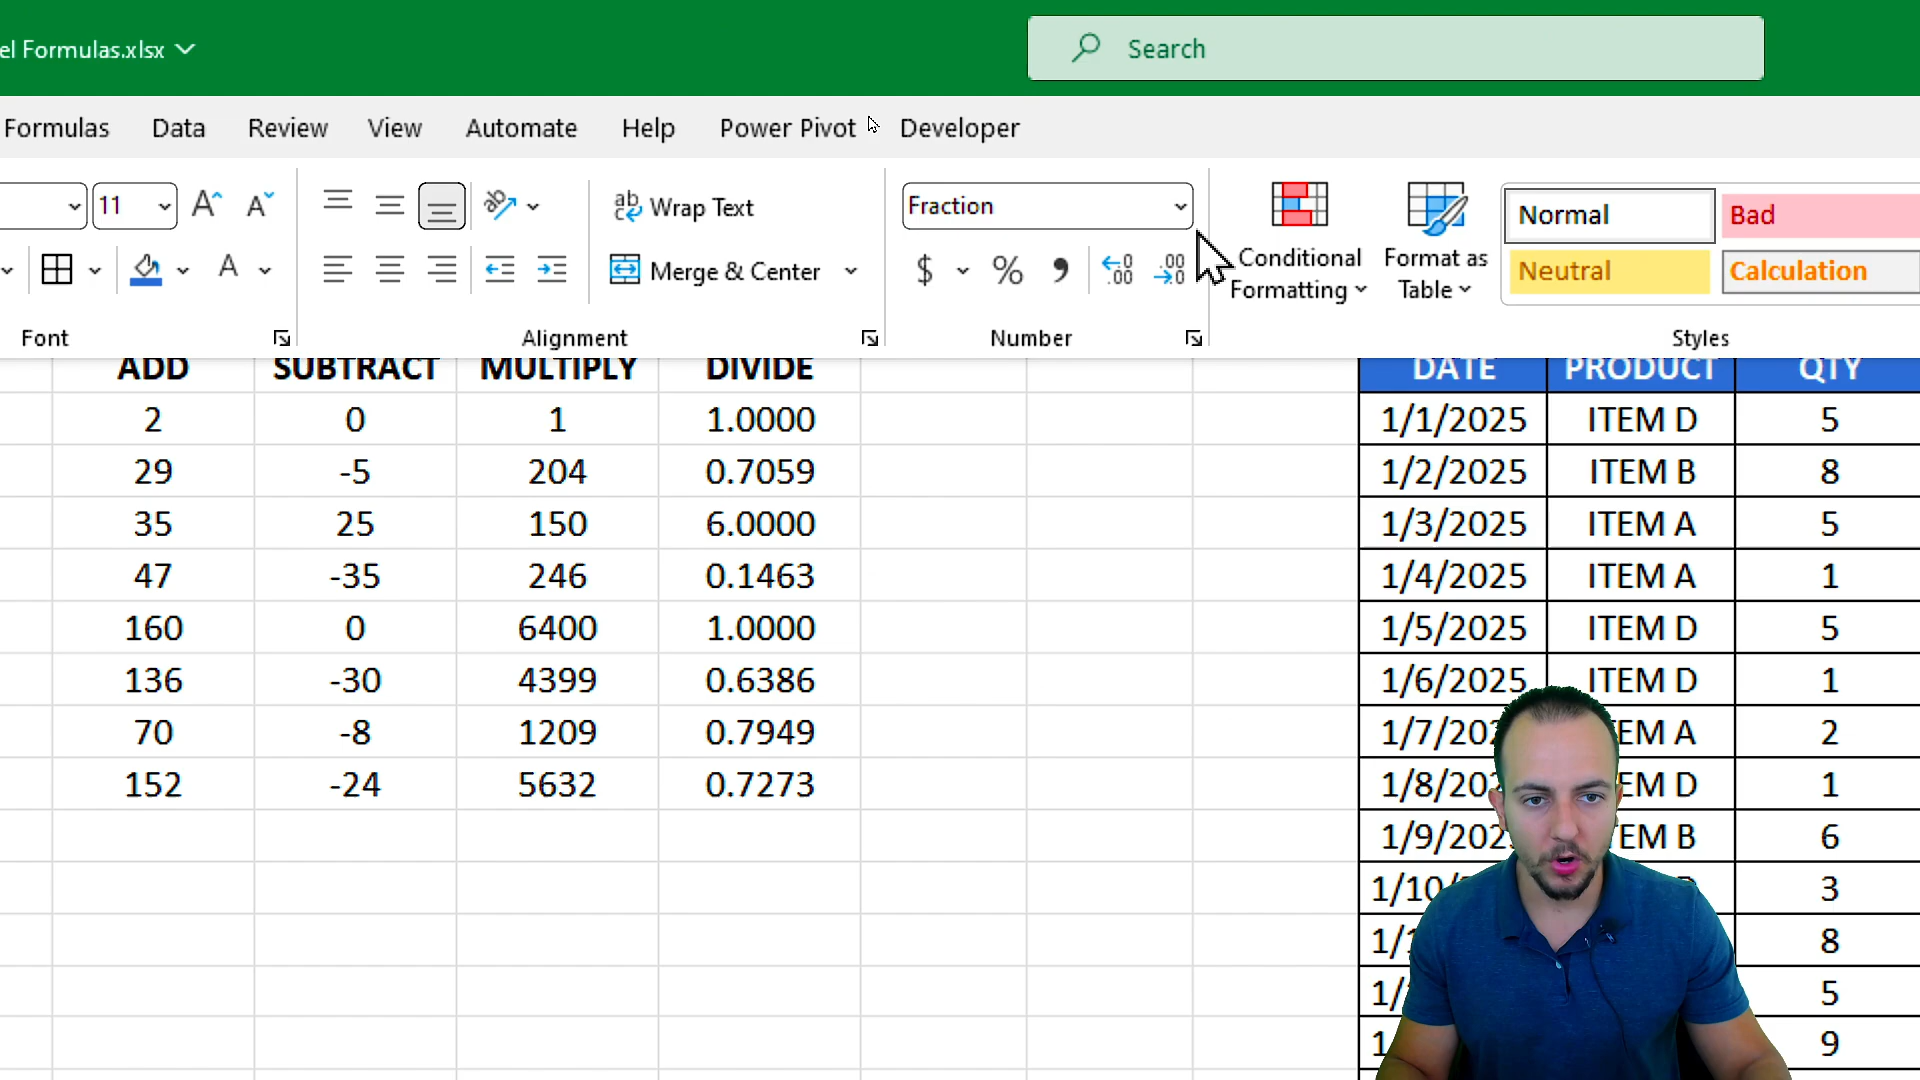 el Formulas.xlsx
Search
Formulas Data Review View Automate Help Power Pivot Developer
11 Wrap Text Fraction Normal Bad
Merge & Center $ % Conditional Formatting Format as Table Neutral Calculation
Font Alignment Number Styles
ADD SUBTRACT MULTIPLY DIVIDE DATE PRODUCT QTY
2 0 1 1.0000 1/1/2025 ITEM D 5
29 -5 204 0.7059 1/2/2025 ITEM B 8
35 25 150 6.0000 1/3/2025 ITEM A 5
47 -35 246 0.1463 1/4/2025 ITEM A 1
160 0 6400 1.0000 1/5/2025 ITEM D 5
136 -30 4399 0.6386 1/6/2025 ITEM D 1
70 -8 1209 0.7949 1/7/202 EM A 2
152 -24 5632 0.7273 1/8/202 EM D 1
1/9/202 EM B 6
1/10/ 3
1/1 8
1/ 5
1 9